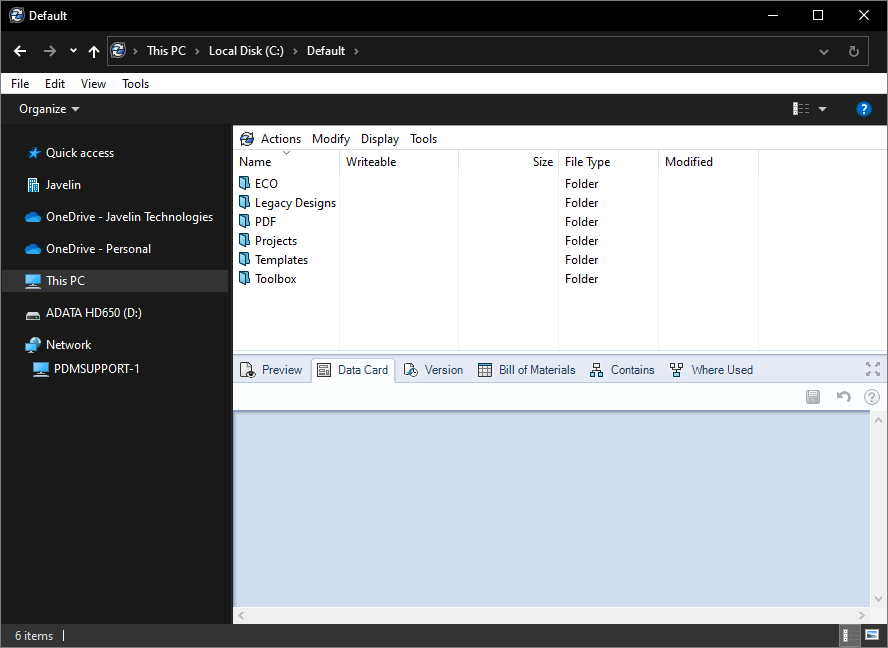 Default
This PC Local Disk (C:) Default
File Edit View Tools
Organize
Quick access
Javelin
OneDrive - Javelin Technologies
OneDrive - Personal
This PC
ADATA HD650 (D:)
Network
PDMSUPPORT-1
Actions Modify Display Tools
Name Writeable Size File Type Modified
ECO Folder
Legacy Designs Folder
PDF Folder
Projects Folder
Templates Folder
Toolbox Folder
Preview Data Card Version Bill of Materials Contains Where Used
6 items